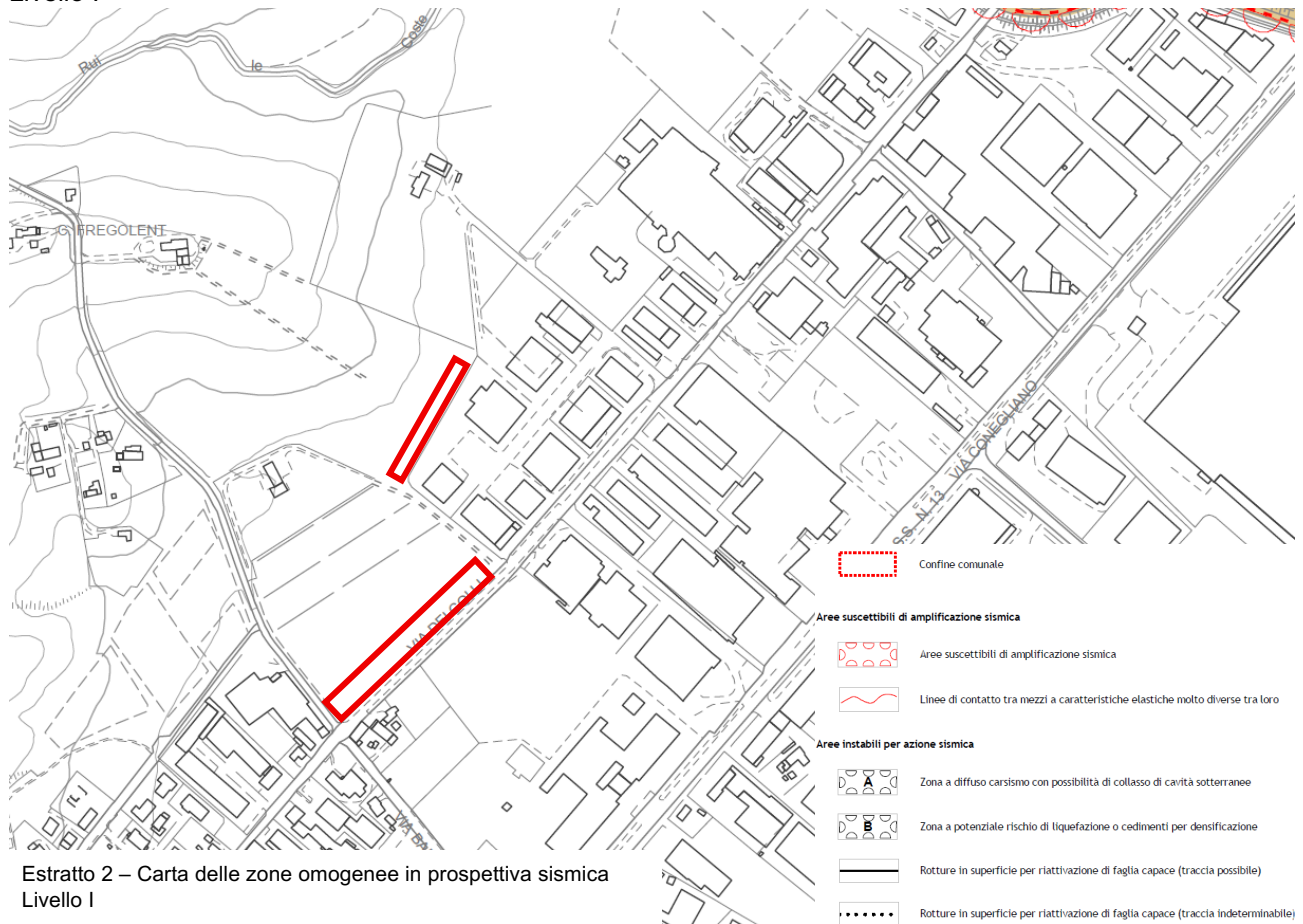 Rui
le
Coste
FREGOLENT
VIA CONEGLIANO
S.S. N. 13
Confine comunale
Aree suscettibili di amplificazione sismica
Aree suscettibili di amplificazione sismica
Linee di contatto tra mezzi a caratteristiche elastiche molto diverse tra loro
Aree instabili per azione sismica
A
Zona a diffuso carsismo con possibilità di collasso di cavità sotterranee
B
Zona a potenziale rischio di liquefazione o cedimenti per densificazione
Rotture in superficie per riattivazione di faglia capace (traccia possibile)
Rotture in superficie per riattivazione di faglia capace (traccia indeterminabile)
Estratto 2 – Carta delle zone omogenee in prospettiva sismica
Livello I